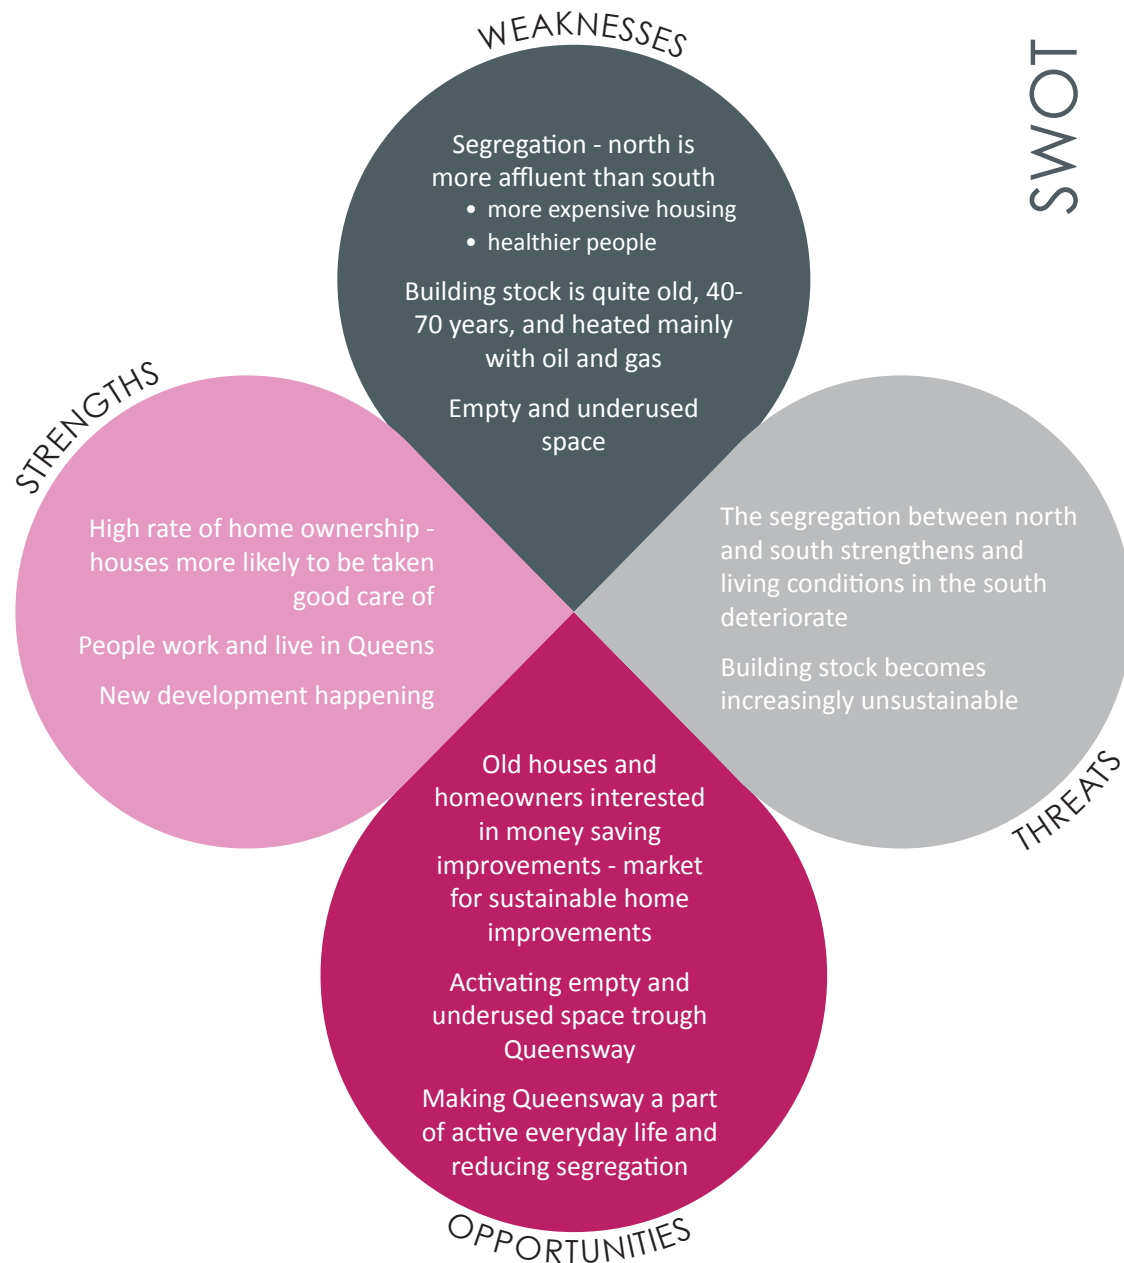 SWOT
WEAKNESSES
Segregation - north is
more affluent than south
• more expensive housing
• healthier people
Building stock is quite old, 40-
70 years, and heated mainly
with oil and gas
Empty and underused
space
STRENGTHS
High rate of home ownership -
houses more likely to be taken
good care of
People work and live in Queens
New development happening
The segregation between north
and south strengthens and
living conditions in the south
deteriorate
Building stock becomes
increasingly unsustainable
THREATS
Old houses and
homeowners interested
in money saving
improvements - market
for sustainable home
improvements
Activating empty and
underused space trough
Queensway
Making Queensway a part
of active everyday life and
reducing segregation
OPPORTUNITIES